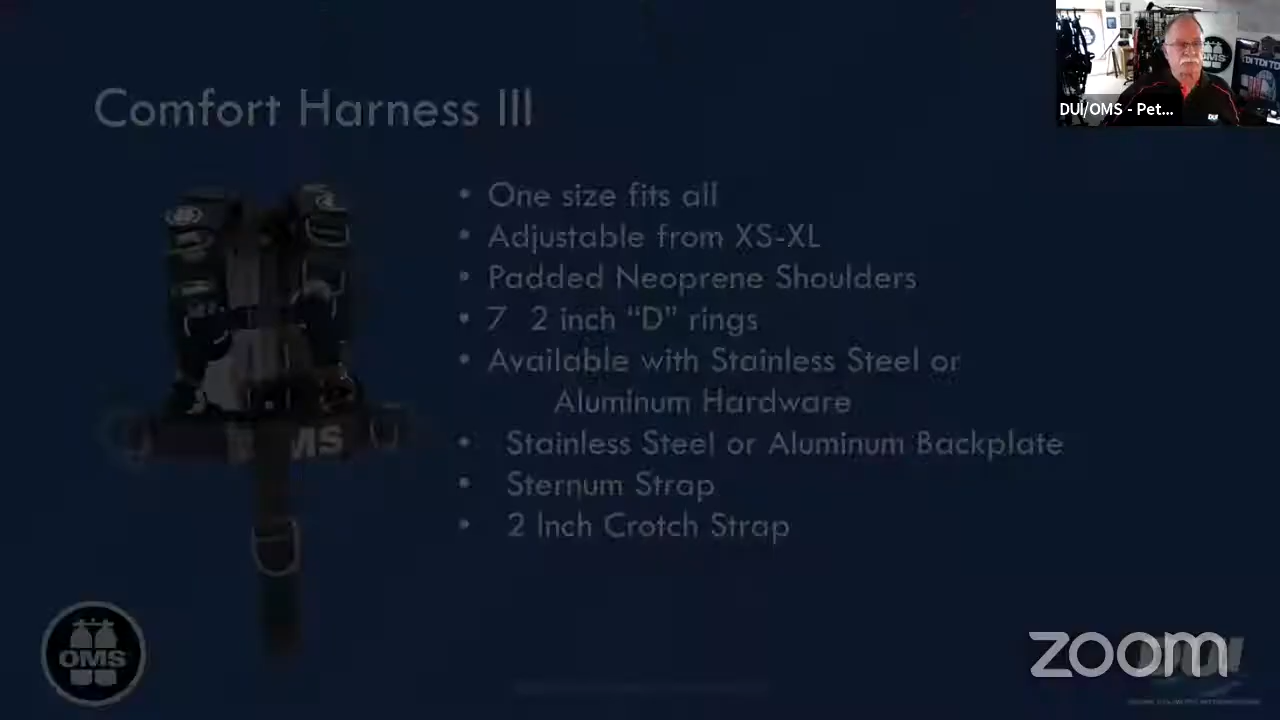 Comfort Harness III
DUI/OMS - Pet...
• One size fits all
• Adjustable from XS-XL
• Padded Neoprene Shoulders
• 7 2 inch “D” rings
• Available with Stainless Steel or
Aluminum Hardware
• Stainless Steel or Aluminum Backplate
• Sternum Strap
• 2 Inch Crotch Strap
OMS
OMS
zoom
DUI
OMS